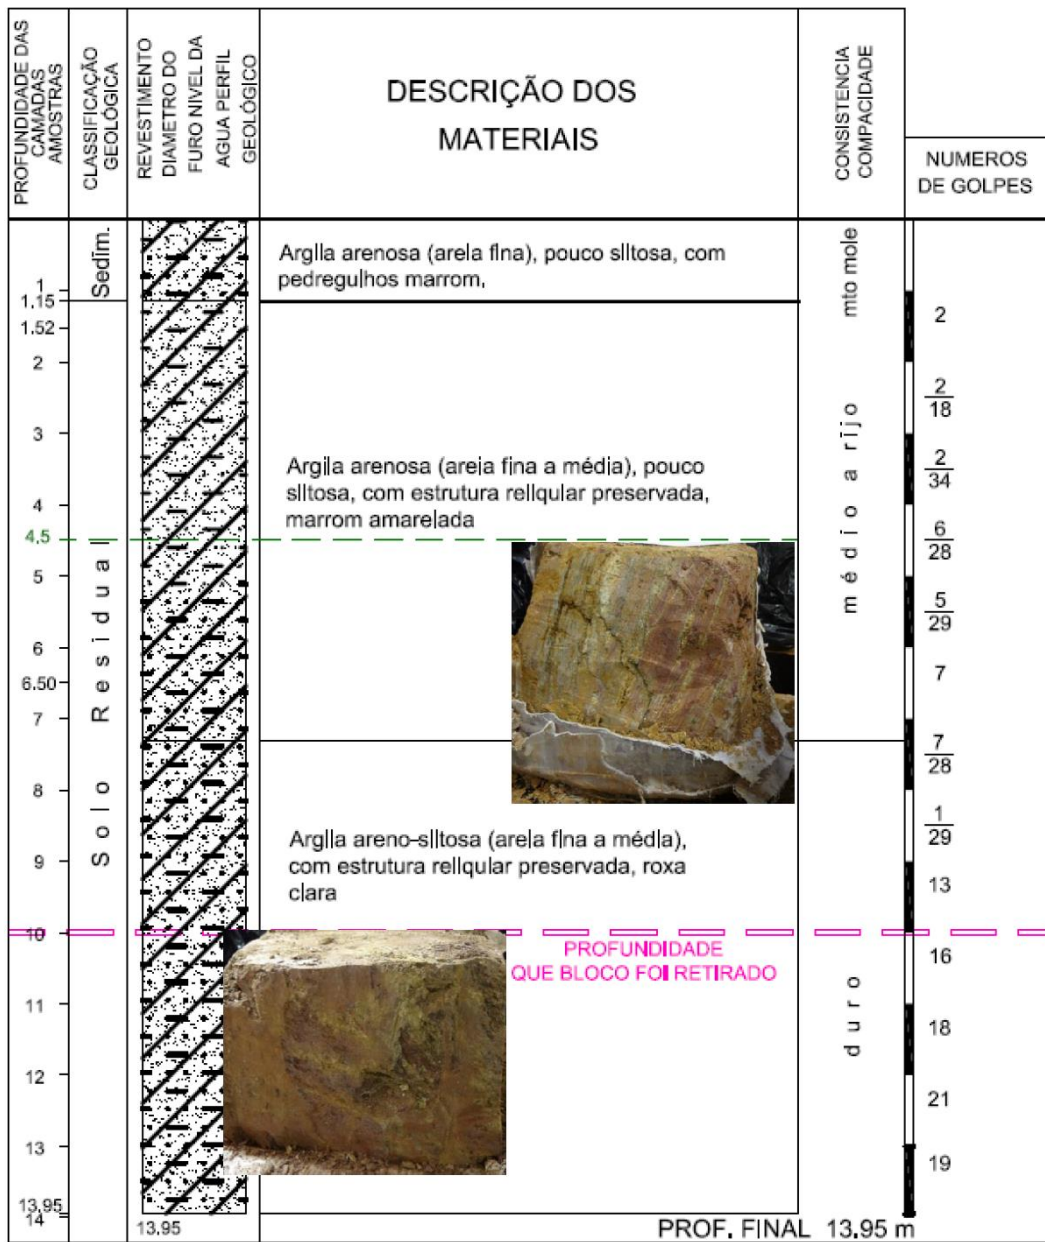 PROFUNDIDADE DAS
CAMADAS
AMOSTRAS
CLASSIFICAÇÃO
GEOLÓGICA
REVESTIMENTO
DIAMETRO DO
FURO NIVEL DA
AGUA PERFIL
GEOLÓGICO
DESCRIÇÃO DOS
MATERIAIS
CONSISTENCIA
COMPACIDADE
NUMEROS
DE GOLPES
1
1.15
1.52
2
3
4
4.5
5
6
6.50
7
8
9
10
11
12
13
13.95
14
Sedim.
Solo Residual
13.95
Argila arenosa (areia fina), pouco siltosa, com
pedregulhos marrom.
Argila arenosa (areia fina a média), pouco
siltosa, com estrutura reliqular preservada,
marrom amarelada
Argila areno-siltosa (areia fina a média),
com estrutura reliqular preservada, roxa
clara
PROFUNDIDADE
QUE BLOCO FOI RETIRADO
mto mole
médio a rijo
duro
2
2
18
2
34
6
28
5
29
7
7
28
1
29
13
16
18
21
19
PROF. FINAL 13.95 m